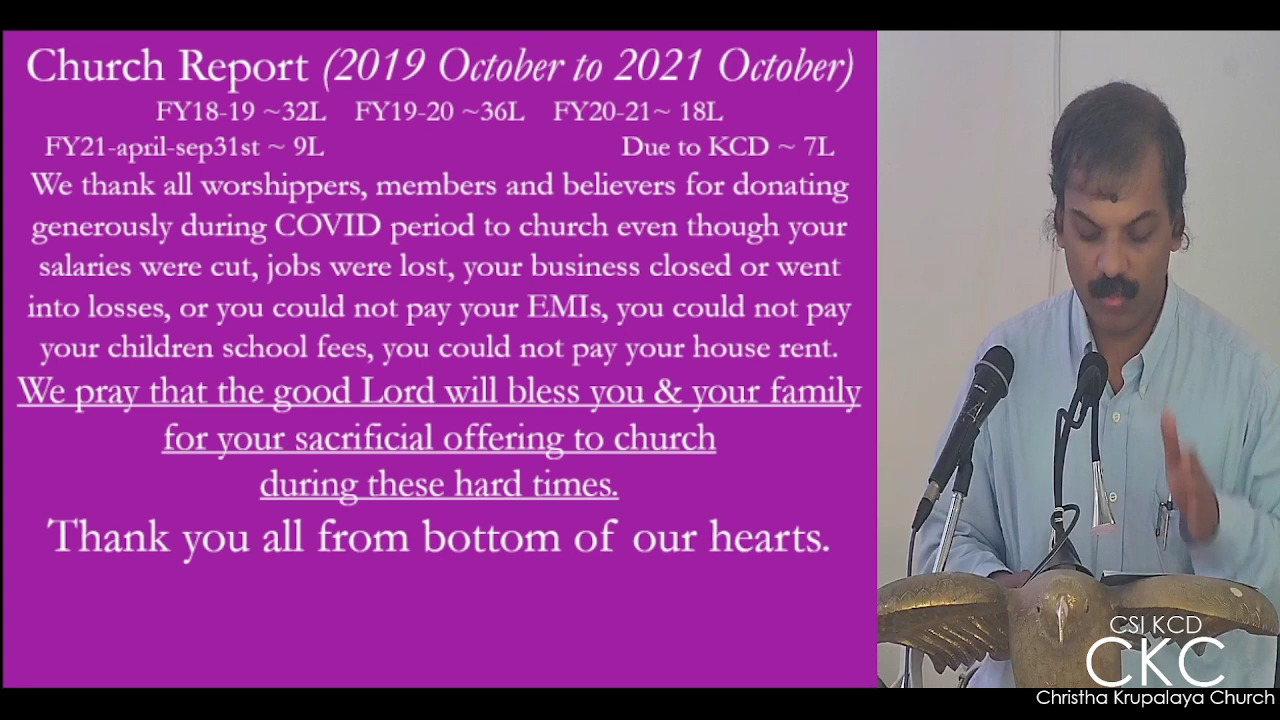 Church Report (2019 October to 2021 October)
FY18-19 ~32L FY19-20 ~36L FY20-21~ 18L
FY21-april-sep31st ~ 9L Due to KCD ~ 7L
We thank all worshippers, members and believers for donating
generously during COVID period to church even though your
salaries were cut, jobs were lost, your business closed or went
into losses, or you could not pay your EMIs, you could not pay
your children school fees, you could not pay your house rent.
We pray that the good Lord will bless you & your family
for your sacrificial offering to church
during these hard times.
Thank you all from bottom of our hearts.
CSI KCD
CKC
Christha Krupalaya Church